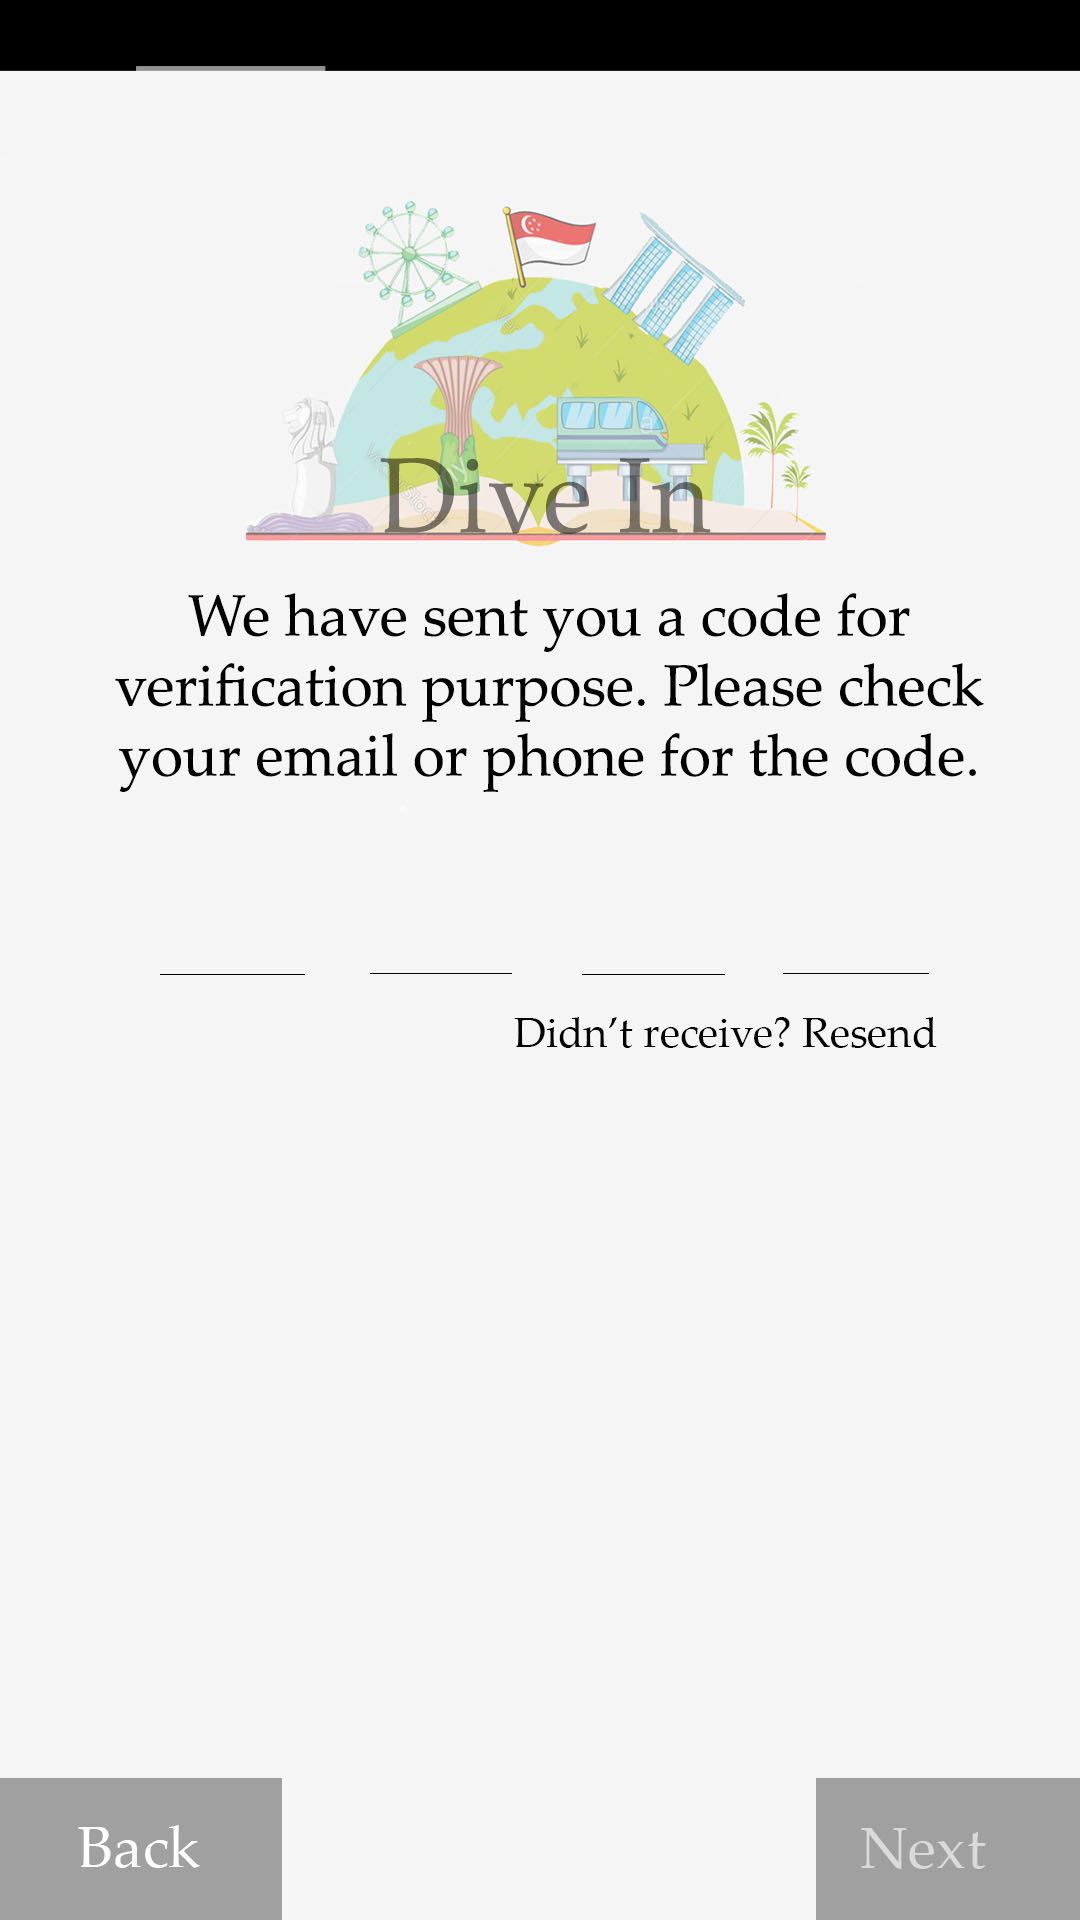 Dive In
We have sent you a code for
verification purpose. Please check
your email or phone for the code.
Didn’t receive? Resend
Back
Next